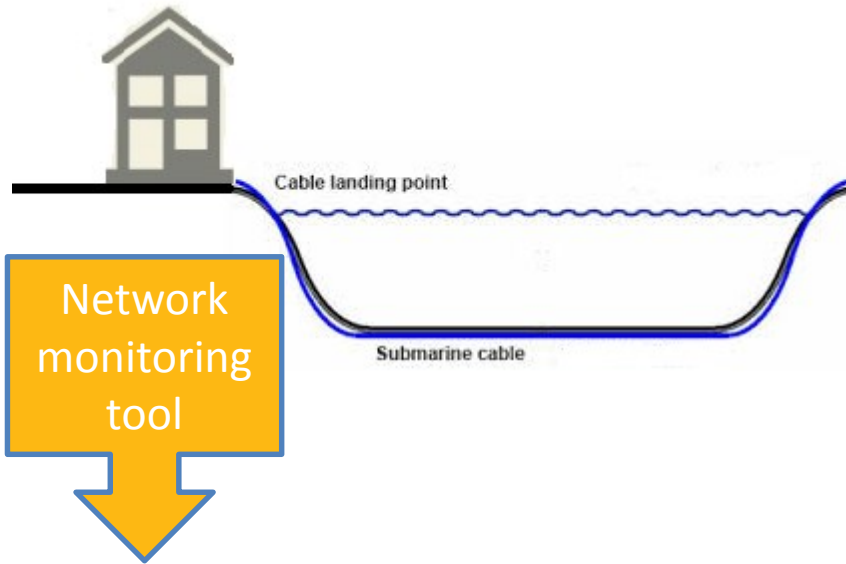 Cable landing point
Network
monitoring
tool
Submarine cable